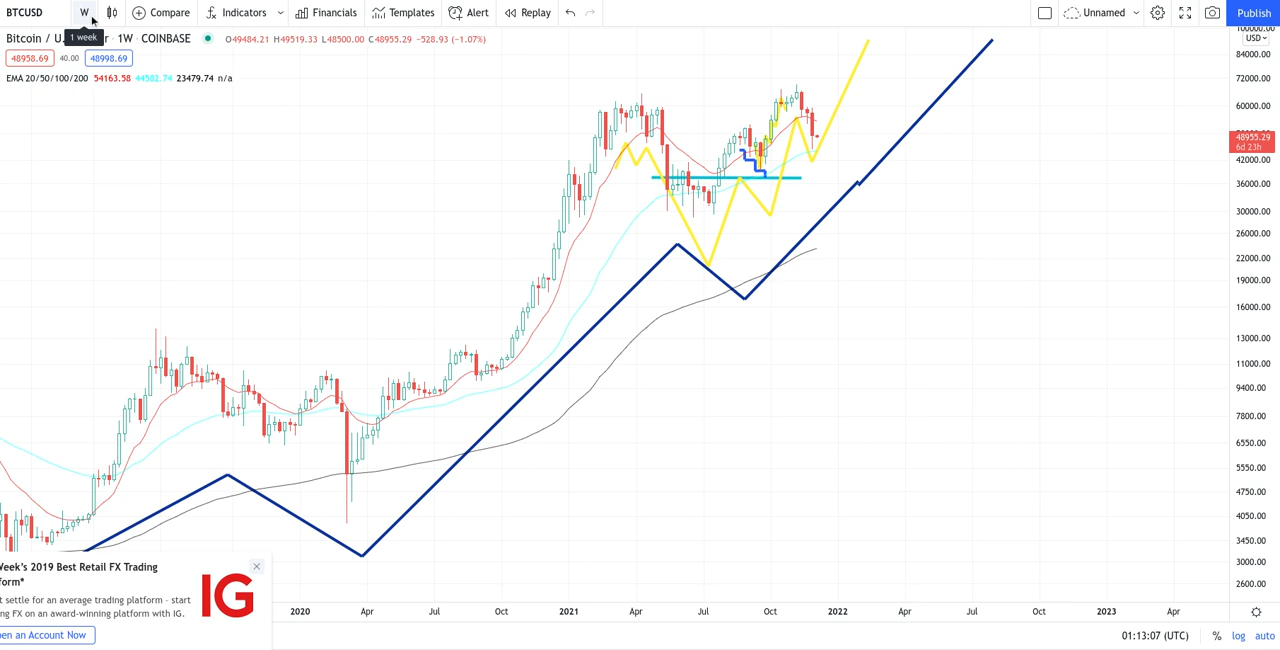 BTCUSD W Compare Indicators Financials Templates Alert Replay Unnamed Publish
1 week
Bitcoin / U. r · 1W · COINBASE O49484.21 H49519.33 L48500.00 C48955.29 -528.93 (-1.07%)
48958.69 40.00 48998.69
EMA 20/50/100/200 54163.58 44502.74 23479.74 n/a
USD
84000.00
72000.00
60000.00
48955.29
6d 23h
42000.00
36000.00
30000.00
26000.00
22000.00
19000.00
16000.00
13000.00
11000.00
9400.00
7800.00
6550.00
5550.00
4750.00
4050.00
3450.00
3000.00
2600.00
Week's 2019 Best Retail FX Trading
form*
t settle for an average trading platform - start
ng FX on an award-winning platform with IG.
en an Account Now
IG
2020 Apr Jul Oct 2021 Apr Jul Oct 2022 Apr Jul Oct 2023 Apr
01:13:07 (UTC) % log auto